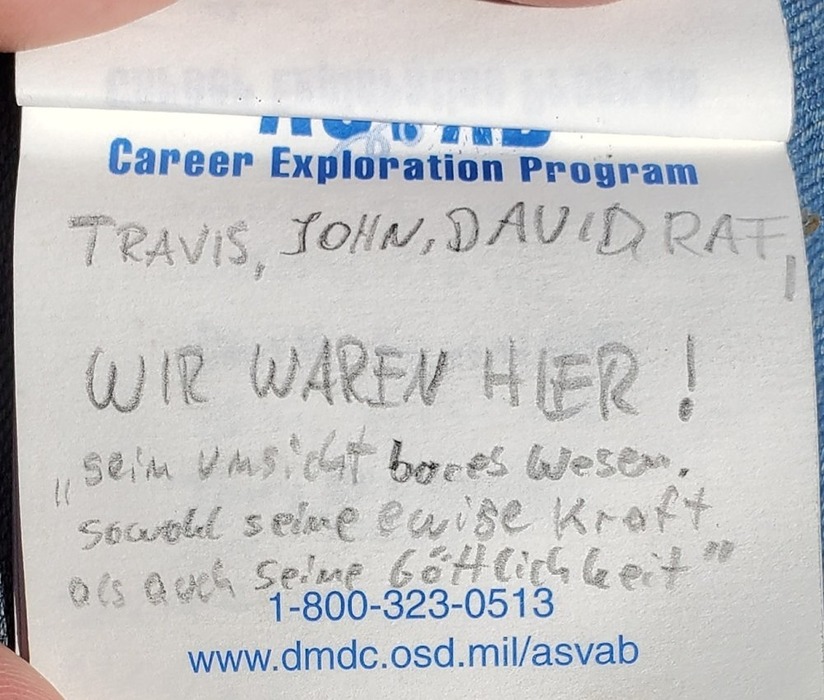 Career Exploration Program
TRAVIS, JOHN, DAVID RAF,
WIR WAREN HIER !
„sein unsichtbares Wesen,
sowohl seine ewige Kraft
als auch seine Göttlichkeit”
1-800-323-0513
www.dmdc.osd.mil/asvab